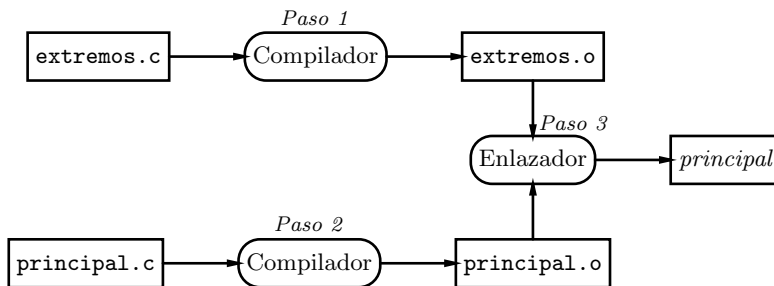 Paso 1
extremos.c Compilador extremos.o
Paso 3
Enlazador principal
Paso 2
principal.c Compilador principal.o